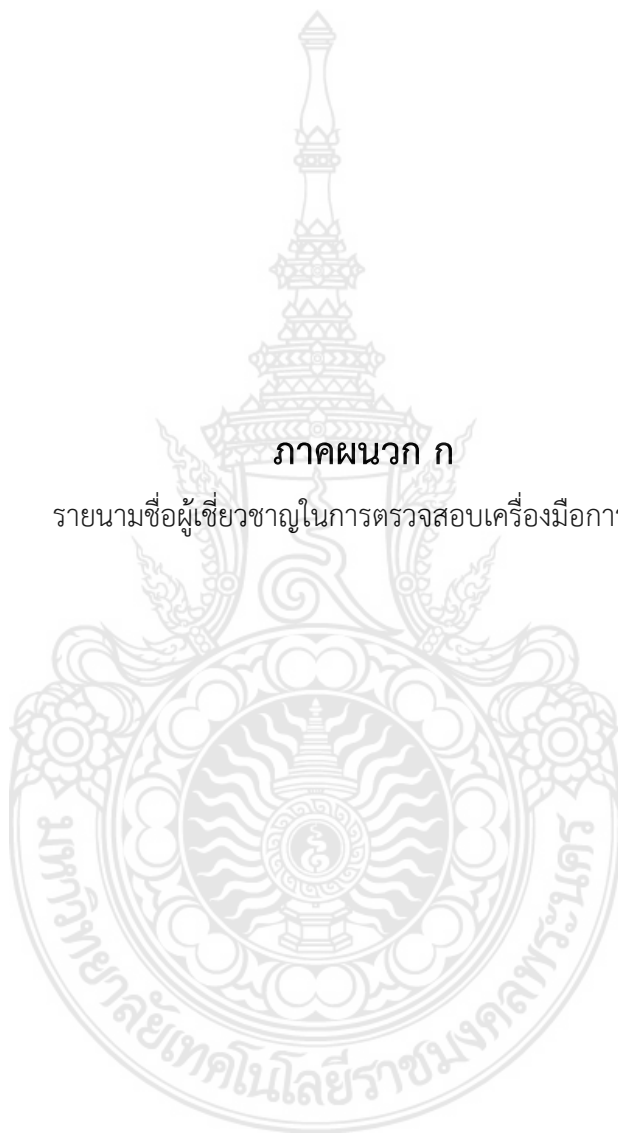 ภาคผนวก ก
รายนามชื่อผู้เชี่ยวชาญในการตรวจสอบเครื่องมือการ
มหาวิทยาลัยเทคโนโลยีราชมงคลพระนคร